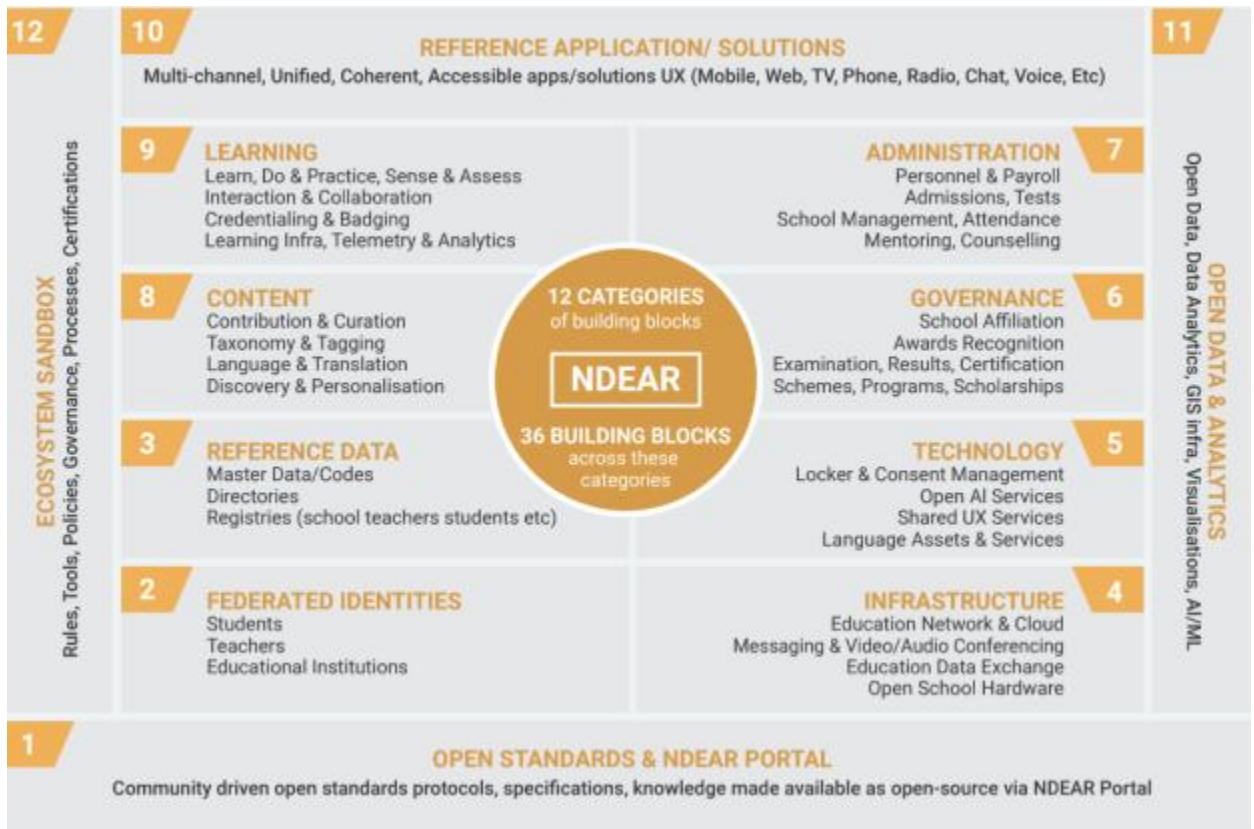 12
10
REFERENCE APPLICATION/ SOLUTIONS
Multi-channel, Unified, Coherent, Accessible apps/solutions UX (Mobile, Web, TV, Phone, Radio, Chat, Voice, Etc)
11
9
LEARNING
Learn, Do & Practice, Sense & Assess
Interaction & Collaboration
Credentialing & Badging
Learning Infra, Telemetry & Analytics
ADMINISTRATION
7
Personnel & Payroll
Admissions, Tests
School Management, Attendance
Mentoring, Counselling
8
CONTENT
Contribution & Curation
Taxonomy & Tagging
Language & Translation
Discovery & Personalisation
12 CATEGORIES
of building blocks
NDEAR
36 BUILDING BLOCKS
across these
categories
GOVERNANCE
6
School Affiliation
Awards Recognition
Examination, Results, Certification
Schemes, Programs, Scholarships
3
REFERENCE DATA
Master Data/Codes
Directories
Registries (school teachers students etc)
TECHNOLOGY
5
Locker & Consent Management
Open AI Services
Shared UX Services
Language Assets & Services
2
FEDERATED IDENTITIES
Students
Teachers
Educational Institutions
INFRASTRUCTURE
4
Education Network & Cloud
Messaging & Video/Audio Conferencing
Education Data Exchange
Open School Hardware
ECOSYSTEM SANDBOX
Rules, Tools, Policies, Governance, Processes, Certifications
OPEN DATA & ANALYTICS
Open Data, Data Analytics, GIS infra, Visualisations, AI/ML
1
OPEN STANDARDS & NDEAR PORTAL
Community driven open standards protocols, specifications, knowledge made available as open-source via NDEAR Portal